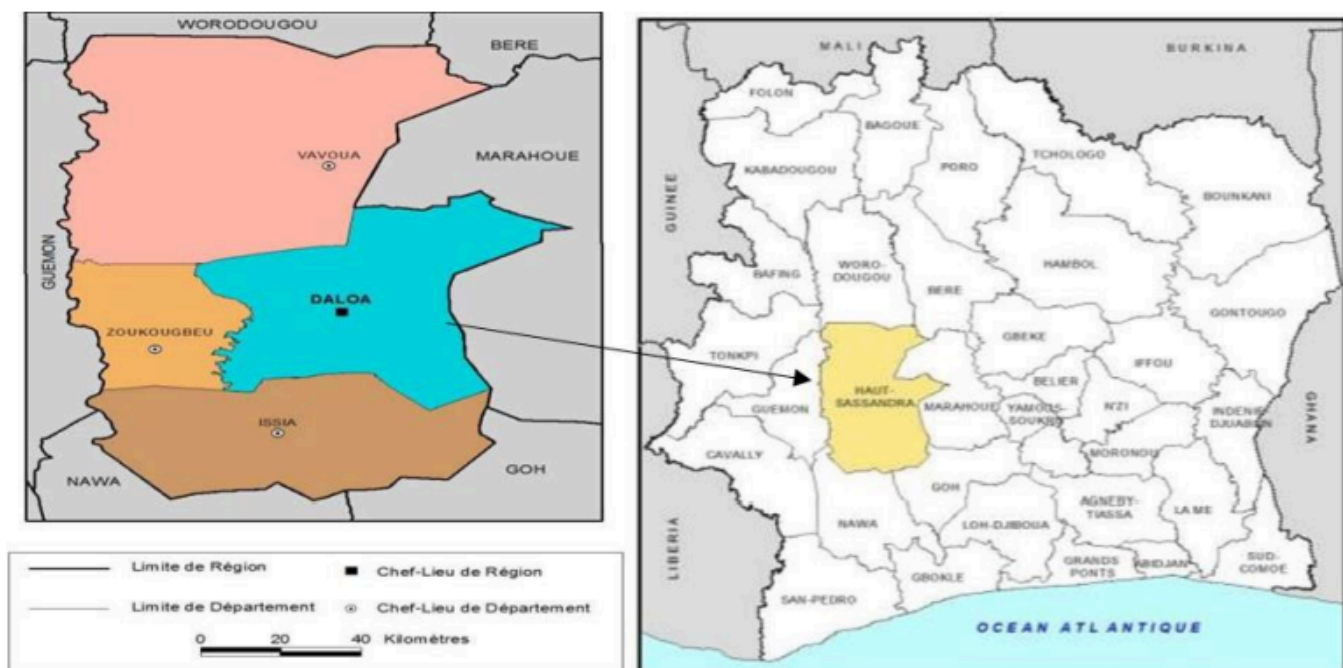 WORODOUGOU
BERE
VAVOUA
MARAHOUE
GUEMON
DALOA
ZOUKOUGBEU
ISSIA
NAWA
GOH
Limite de Région
Chef-Lieu de Région
Limite de Département
Chef-Lieu de Département
0 20 40 Kilomètres
MALI
BURKINA
FOLON
BAGOUE
TCHOLOGO
KABADOUGOU
PORO
BOUNKANI
GUINEE
BAFING
WORO-
DOUGOU
HAMBOL
BERE
GONTOUGO
GBEKE
TONKPI
IFFOU
HAUT-
SASSANDRA
BELIER
GUEMON
MARAHOUE
YAMOUS-
SOUKRO
N'ZI
INDENIE-
DJUABLIN
GHANA
CAVALLY
MORONOU
GOH
AGNEBY-
TIASSA
LA ME
NAWA
LOH-DJIBOUA
LIBERIA
GRANDS
PONTS
ABIDJAN
SUD-
COMOE
GBOKLE
SAN-PEDRO
OCEAN ATLANTIQUE